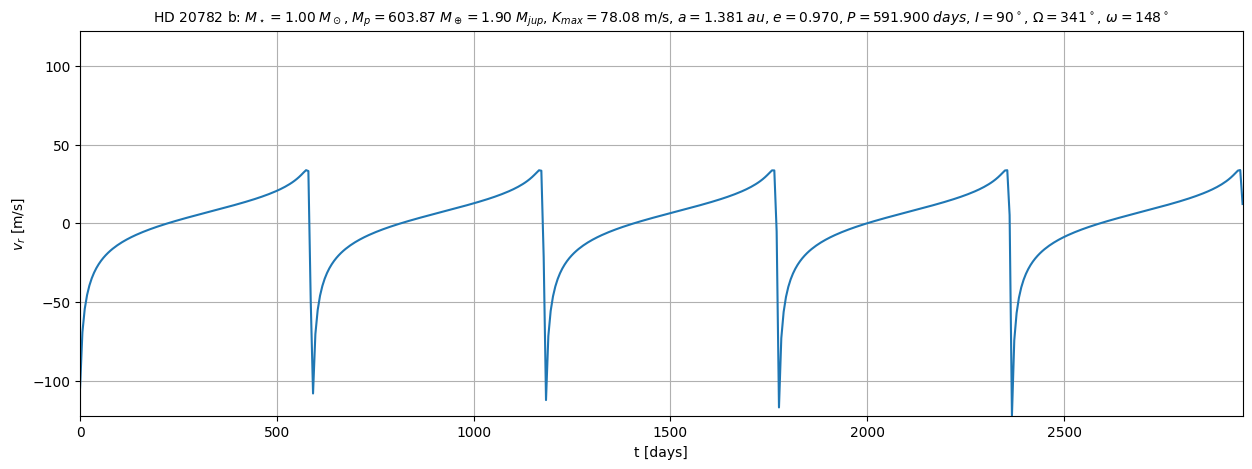 HD 20782 b: $M_\star = 1.00\ M_\odot$, $M_p = 603.87\ M_\oplus = 1.90\ M_{jup}$, $K_{max} = 78.08$ m/s, $a = 1.381\ au$, $e = 0.970$, $P = 591.900\ days$, $I = 90^\circ$, $\Omega = 341^\circ$, $\omega = 148^\circ$
100
50
0
−50
−100
$v_r$ [m/s]
0 500 1000 1500 2000 2500
t [days]